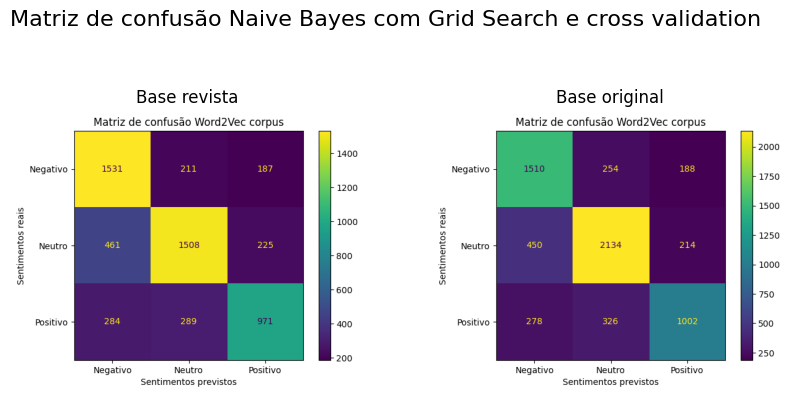 Matriz de confusão Naive Bayes com Grid Search e cross validation
Base revista
Matriz de confusão Word2Vec corpus
Sentimentos reais
Negativo
1531
211
187
Neutro
461
1508
225
Positivo
284
289
971
Negativo
Neutro
Positivo
Sentimentos previstos
1400
1200
1000
800
600
400
200
Base original
Matriz de confusão Word2Vec corpus
Sentimentos reais
Negativo
1510
254
188
Neutro
450
2134
214
Positivo
278
326
1002
Negativo
Neutro
Positivo
Sentimentos previstos
2000
1750
1500
1250
1000
750
500
250